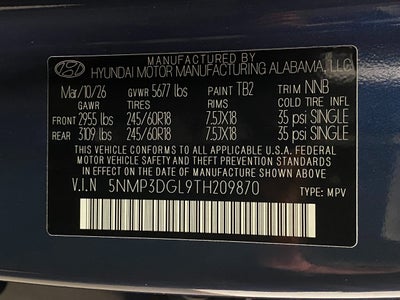 MANUFACTURED BY
HYUNDAI MOTOR MANUFACTURING ALABAMA, LLC
Mar/10/26 GVWR 5677 lbs PAINT TB2 TRIM NNB
GAWR TIRES RIMS COLD TIRE INFL
FRONT 2955 lbs 245/60R18 7.5JX18 35 psi SINGLE
REAR 3109 lbs 245/60R18 7.5JX18 35 psi SINGLE
THIS VEHICLE CONFORMS TO ALL APPLICABLE U.S.A. FEDERAL
MOTOR VEHICLE SAFETY, BUMPER, AND THEFT PREVENTION
STANDARDS IN EFFECT ON THE DATE OF MANUFACTURE SHOWN ABOVE.
V.I.N 5NMP3DGL9TH209870 TYPE: MPV